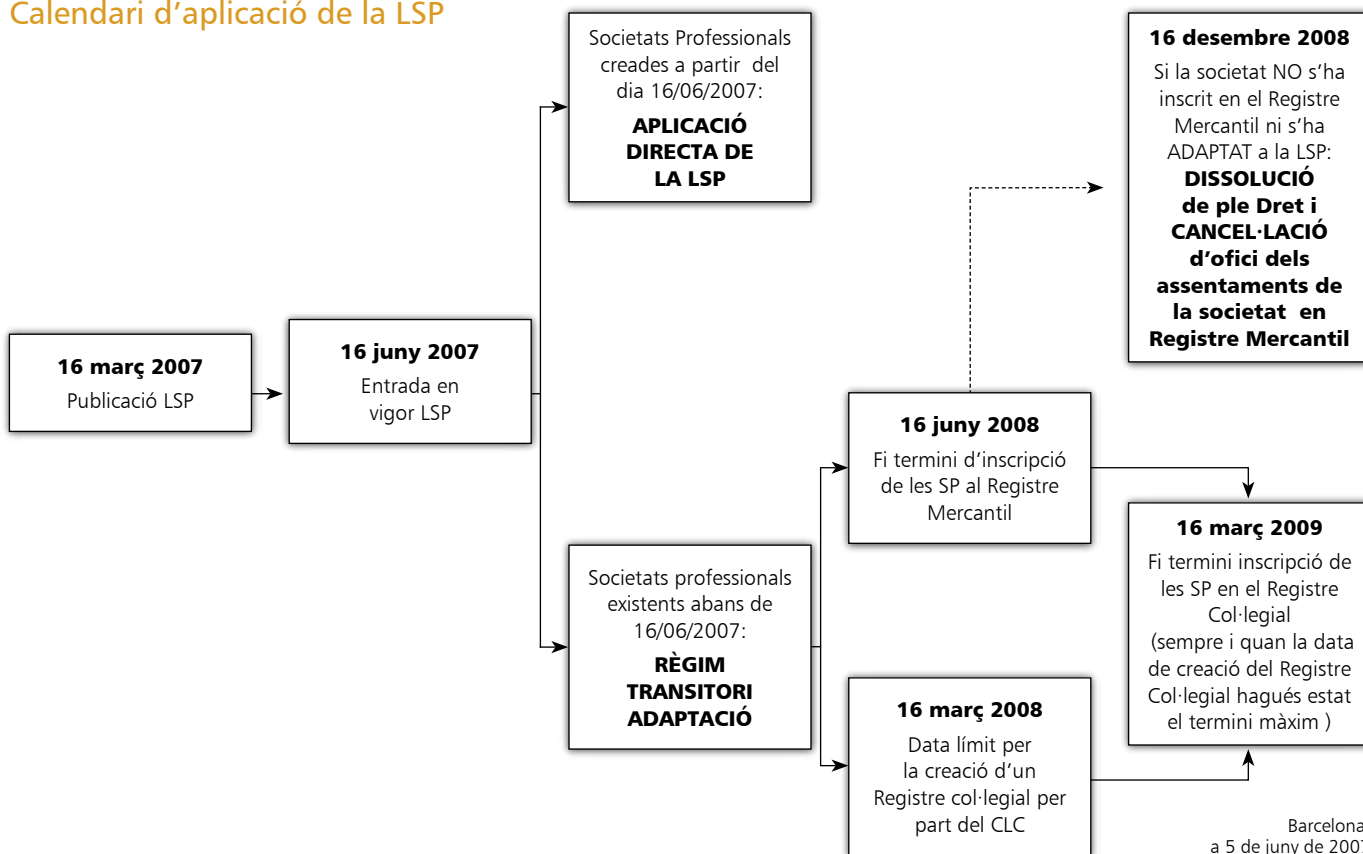 Calendari d’aplicació de la LSP
Societats Professionals
creades a partir del
dia 16/06/2007:
APLICACIÓ
DIRECTA DE
LA LSP
16 desembre 2008
Si la societat NO s’ha
inscrit en el Registre
Mercantil ni s’ha
ADAPTAT a la LSP:
DISSOLUCIÓ
de ple Dret i
CANCEL·LACIÓ
d’ofici dels
assentaments de
la societat en
Registre Mercantil
16 març 2007
Publicació LSP
16 juny 2007
Entrada en
vigor LSP
16 juny 2008
Fi termini d’inscripció
de les SP al Registre
Mercantil
Societats professionals
existents abans de
16/06/2007:
RÈGIM
TRANSITORI
ADAPTACIÓ
16 març 2008
Data límit per
la creació d’un
Registre col·legial per
part del CLC
16 març 2009
Fi termini inscripció de
les SP en el Registre
Col·legial
(sempre i quan la data
de creació del Registre
Col·legial hagués estat
el termini màxim )
Barcelona
a 5 de juny de 2007